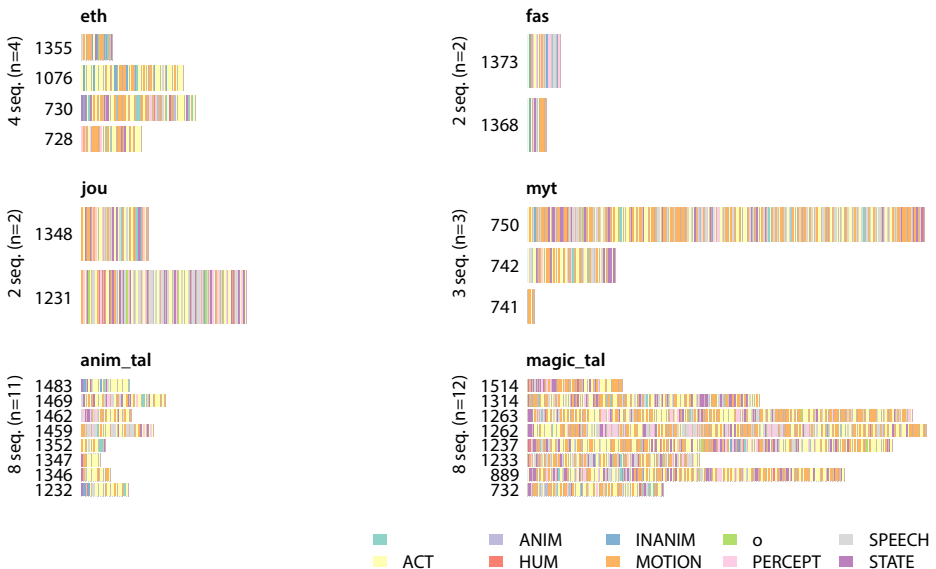 eth
4 seq. (n=4)
1355
1076
730
728
fas
2 seq. (n=2)
1373
1368
jou
2 seq. (n=2)
1348
1231
myt
3 seq. (n=3)
750
742
741
anim_tal
8 seq. (n=11)
1483
1469
1462
1459
1352
1347
1346
1232
magic_tal
8 seq. (n=12)
1514
1314
1263
1262
1237
1233
889
732
ANIM INANIM o SPEECH
ACT HUM MOTION PERCEPT STATE